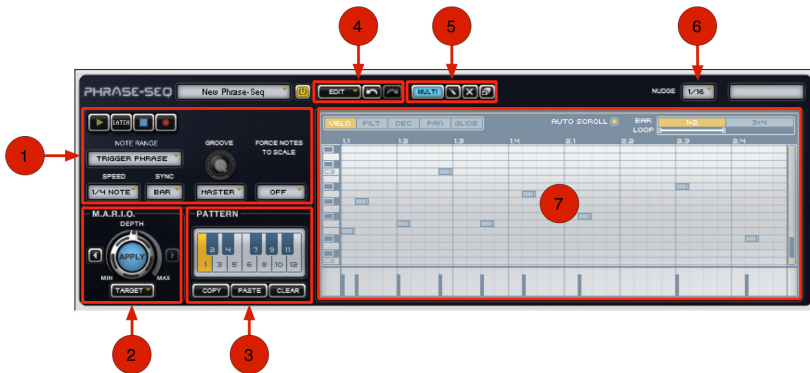 4 5 6
PHRASE-SEQ New Phrase-Seq EDIT MULTI X NUDGE 1/16
LATCH
NOTE RANGE GROOVE FORCE NOTES TO SCALE
TRIGGER PHRASE
SPEED SYNC
1/4 NOTE BAR MASTER OFF
1
VELO FILT DEC PAN GLIDE AUTO SCROLL BAR 1+2 3+4
LOOP
1.1 1.2 1.3 1.4 2.1 2.2 2.3 2.4
C3
7
C2
M.A.R.I.O. PATTERN
DEPTH
APPLY
MIN MAX
TARGET
2 4 7 9 11
1 3 5 6 8 10 12
COPY PASTE CLEAR
2 3